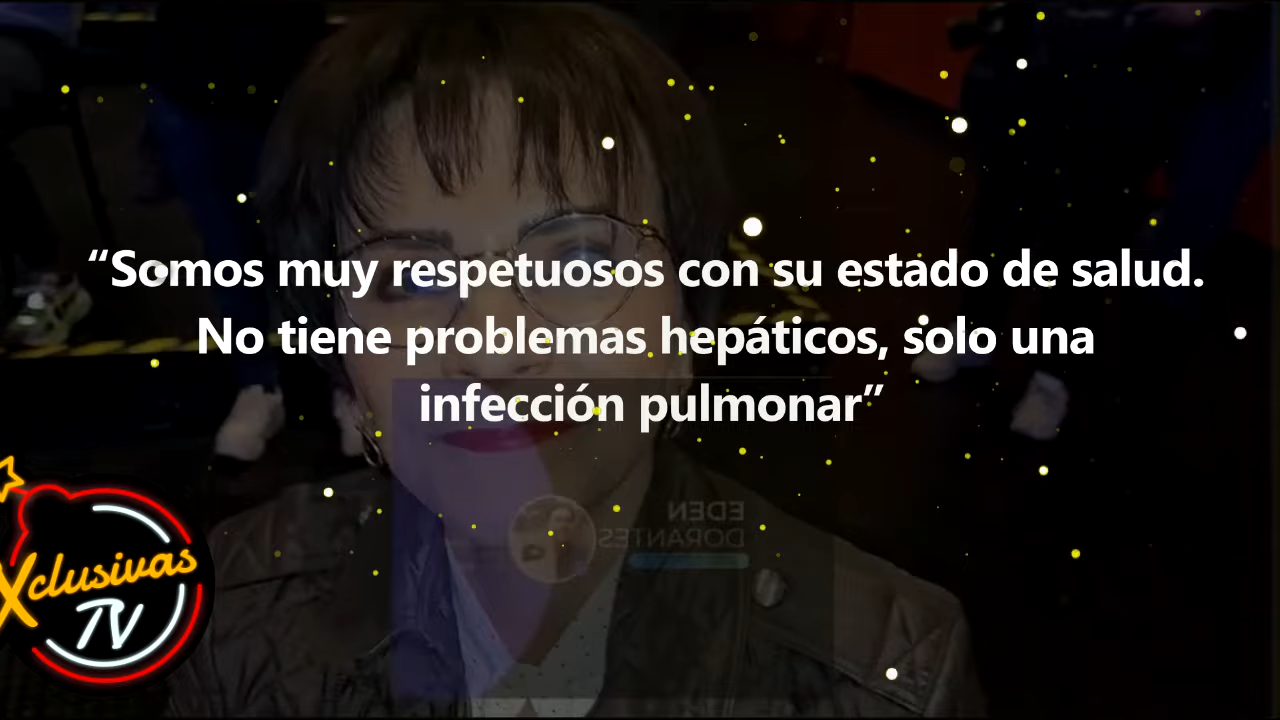 “Somos muy respetuosos con su estado de salud.
No tiene problemas hepáticos, solo una
infección pulmonar”
EDEN
DORANTES
Xclusivas
TV